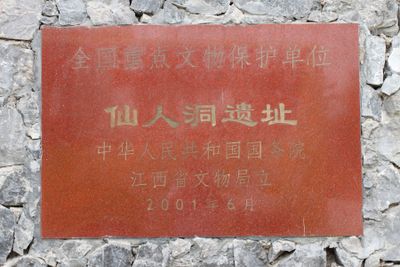 全国重点文物保护单位
仙人洞遗址
中华人民共和国国务院
江西省文物局立
2001年6月